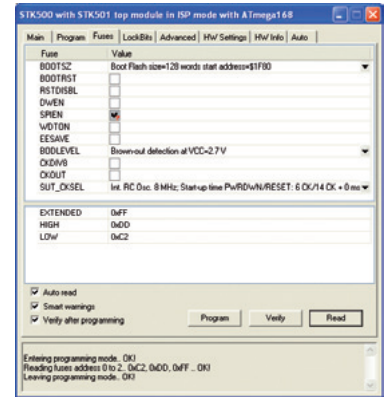 STK500 with STK501 top module in ISP mode with ATmega168
Main Program Fuses LockBits Advanced HW Settings HW Info Auto
Fuse Value
BOOTSZ Boot Flash size=128 words start address=$1F80
BOOTRST
RSTDISBL
DWEN
SPIEN
WDTON
EESAVE
BODLEVEL Brown-out detection at VCC=2.7 V
CKDIV8
CKOUT
SUT_CKSEL Int. RC Osc. 8 MHz; Start-up time PWRDWN/RESET: 6 CK/14 CK + 0 ms
EXTENDED 0xFF
HIGH 0xDD
LOW 0xC2
Auto read
Smart warnings
Verify after programming
Program Verify Read
Entering programming mode.. OK!
Reading fuses address 0 to 2.. 0xC2, 0xDD, 0xFF .. OK!
Leaving programming mode.. OK!